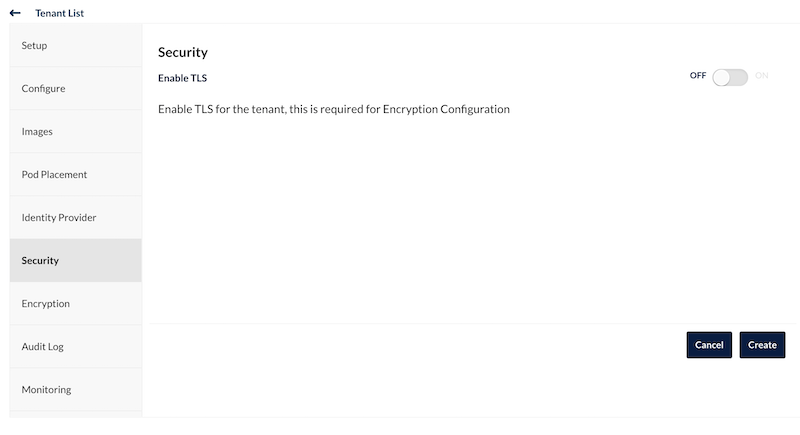 Tenant List
Setup
Configure
Images
Pod Placement
Identity Provider
Security
Encryption
Audit Log
Monitoring
Security
Enable TLS
OFF
ON
Enable TLS for the tenant, this is required for Encryption Configuration
Cancel
Create